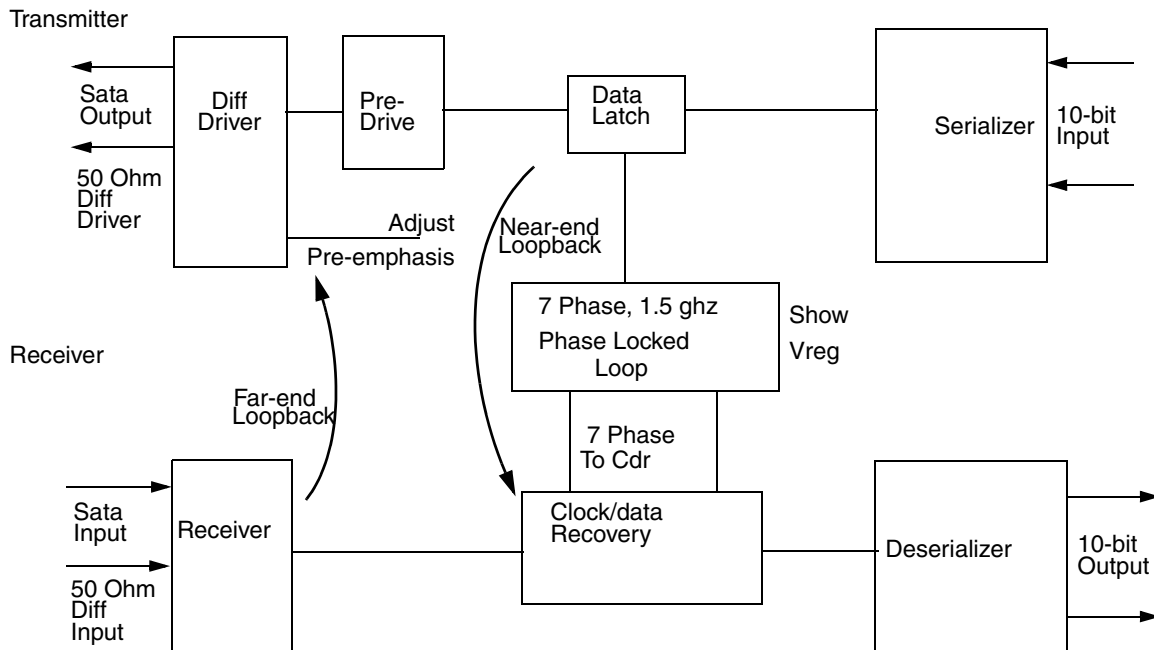 Transmitter
Sata
Output
50 Ohm
Diff
Driver
Diff
Driver
Pre-
Drive
Data
Latch
Serializer
10-bit
Input
Adjust
Pre-emphasis
Near-end
Loopback
7 Phase, 1.5 ghz
Phase Locked
Loop
Show
Vreg
Receiver
Far-end
Loopback
7 Phase
To Cdr
Sata
Input
50 Ohm
Diff
Input
Receiver
Clock/data
Recovery
Deserializer
10-bit
Output